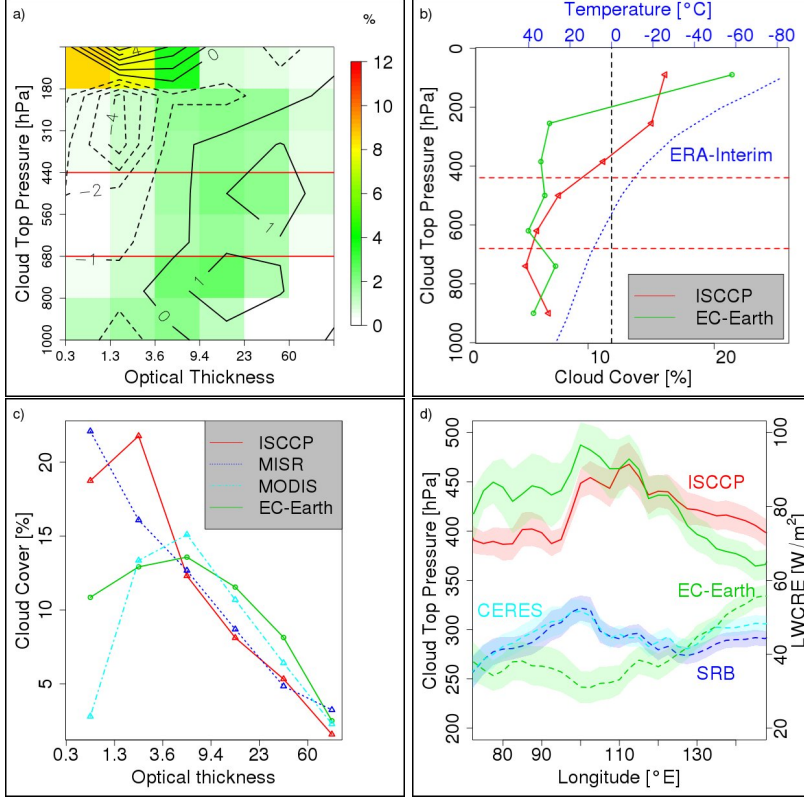 a)
%
Cloud Top Pressure [hPa]
180
310
440
560
680
800
1000
0.3 1.3 3.6 9.4 23 60
Optical Thickness
4
0
−4
−2
−1
1
1
0
12
10
8
6
4
2
0
b)
Temperature [°C]
40 20 0 -20 -40 -60 -80
Cloud Top Pressure [hPa]
0
200
400
600
800
1000
ERA-Interim
ISCCP
EC-Earth
0 10 20
Cloud Cover [%]
c)
Cloud Cover [%]
20
15
10
5
ISCCP
MISR
MODIS
EC-Earth
0.3 1.3 3.6 9.4 23 60
Optical thickness
d)
Cloud Top Pressure [hPa]
500
450
400
350
300
250
200
ISCCP
EC-Earth
CERES
SRB
100
80
60
40
20
LWCRE [W/m²]
80 90 110 130
Longitude [°E]